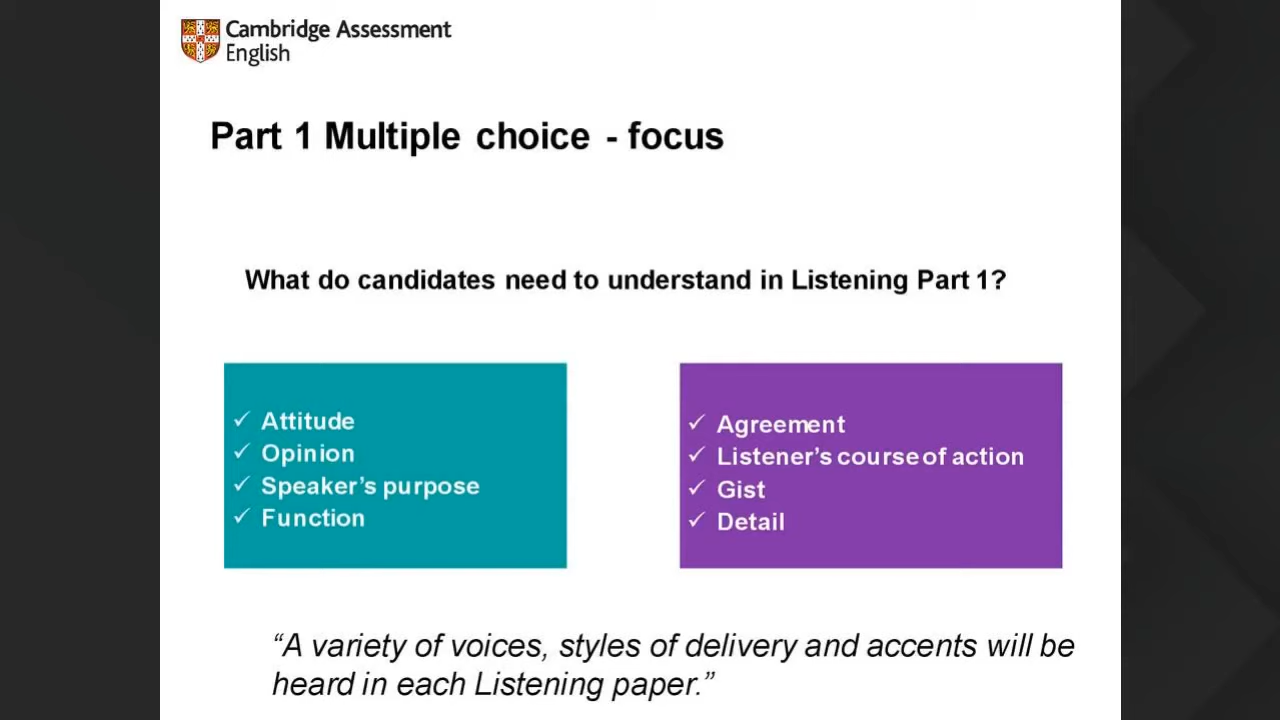 Cambridge Assessment
English
Part 1 Multiple choice - focus
What do candidates need to understand in Listening Part 1?
✓ Attitude
✓ Opinion
✓ Speaker’s purpose
✓ Function
✓ Agreement
✓ Listener’s course of action
✓ Gist
✓ Detail
“A variety of voices, styles of delivery and accents will be
heard in each Listening paper.”